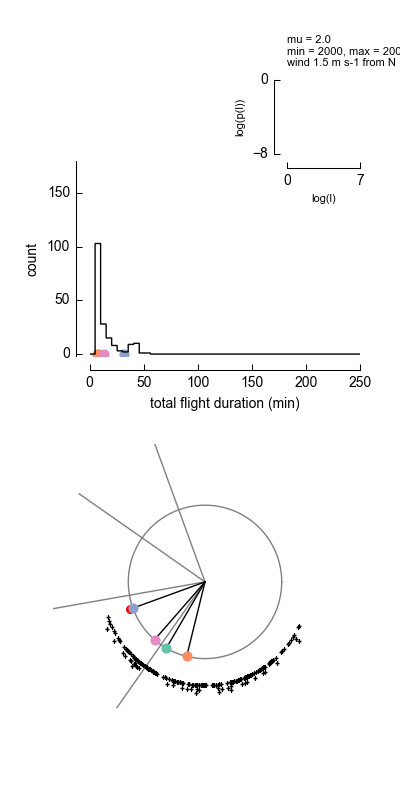 mu = 2.0
min = 2000, max = 200
wind 1.5 m s-1 from N
0
log(p(l))
−8
0
7
log(l)
150
count
100
50
0
0
50
100
150
200
250
total flight duration (min)